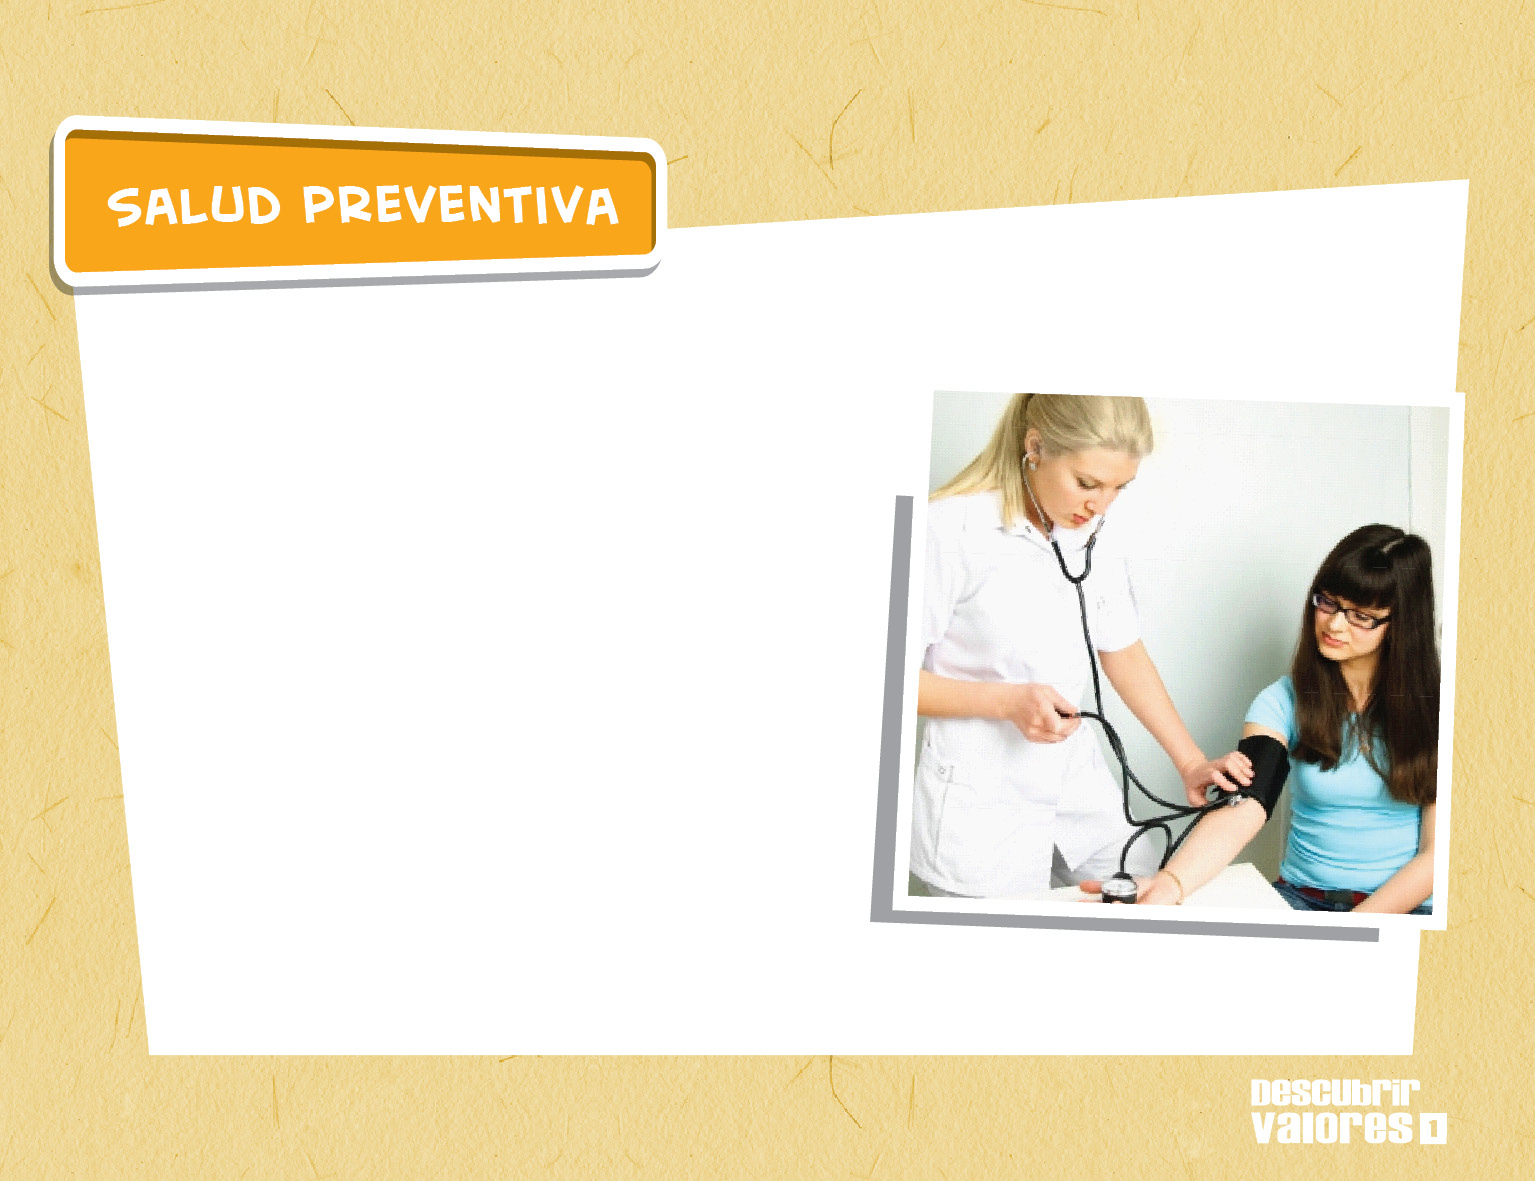 SALUD PREVENTIVA
Descubrir
valores 1